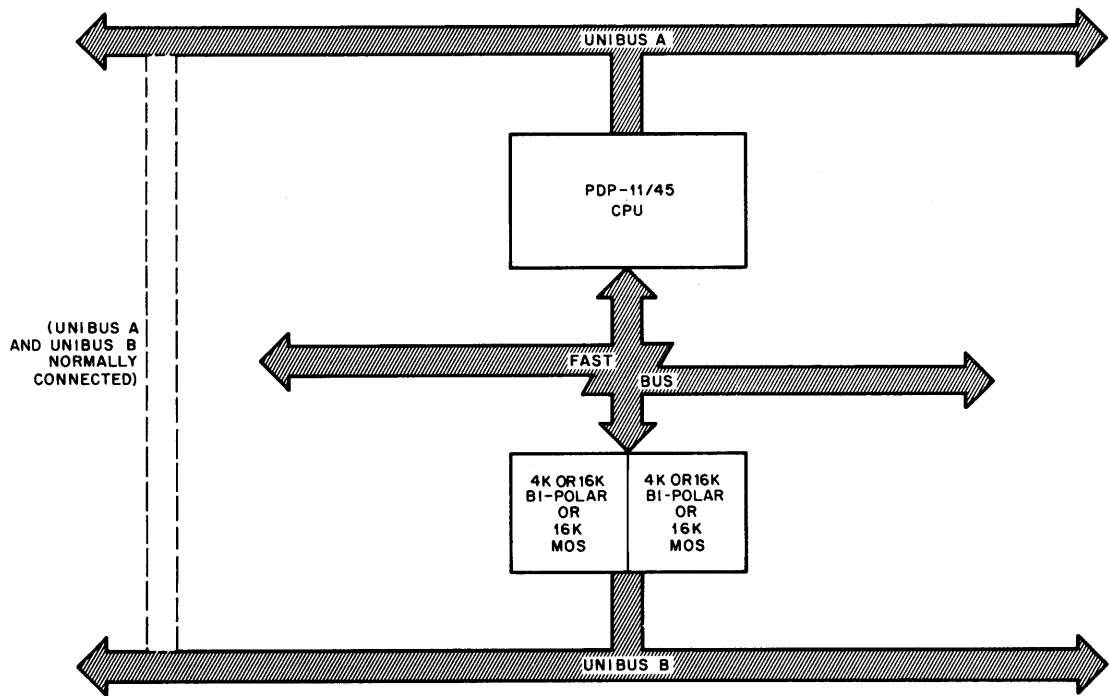 UNIBUS A
PDP-11/45
CPU
(UNIBUS A
AND UNIBUS B
NORMALLY
CONNECTED)
FAST
BUS
4K OR 16K
BI-POLAR
OR
16K
MOS
4K OR 16K
BI-POLAR
OR
16K
MOS
UNIBUS B